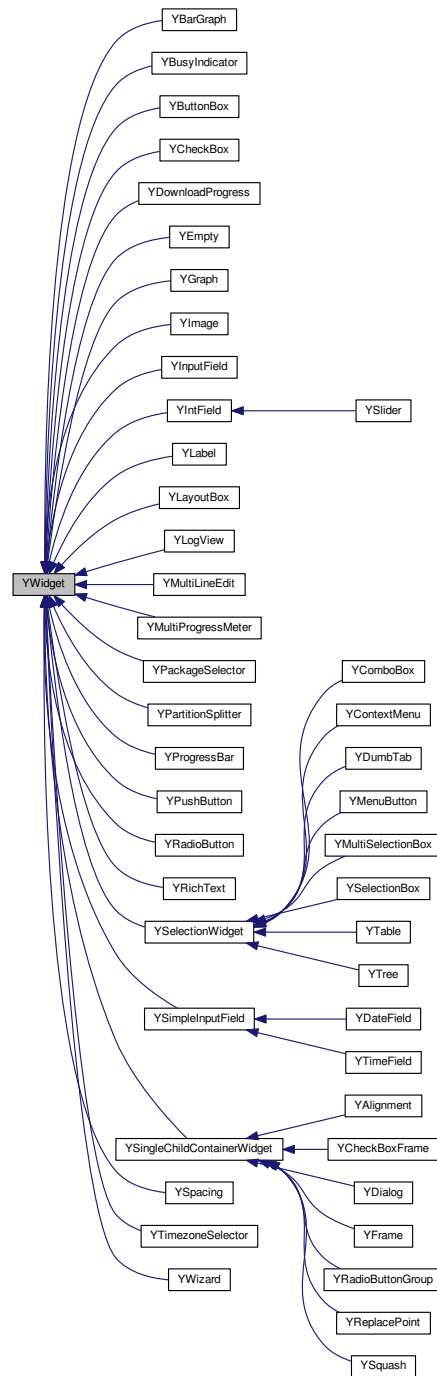 YBarGraph
YBusyIndicator
YButtonBox
YCheckBox
YDownloadProgress
YEmpty
YGraph
YImage
YInputField
YIntField
YSlider
YLabel
YLayoutBox
YLogView
YWidget
YMultiLineEdit
YMultiProgressMeter
YPackageSelector
YComboBox
YPartitionSplitter
YContextMenu
YProgressBar
YDumbTab
YPushButton
YMenuButton
YRadioButton
YMultiSelectionBox
YRichText
YSelectionBox
YSelectionWidget
YTable
YTree
YSimpleInputField
YDateField
YTimeField
YAlignment
YSingleChildContainerWidget
YCheckBoxFrame
YSpacing
YDialog
YTimezoneSelector
YFrame
YWizard
YRadioButtonGroup
YReplacePoint
YSquash